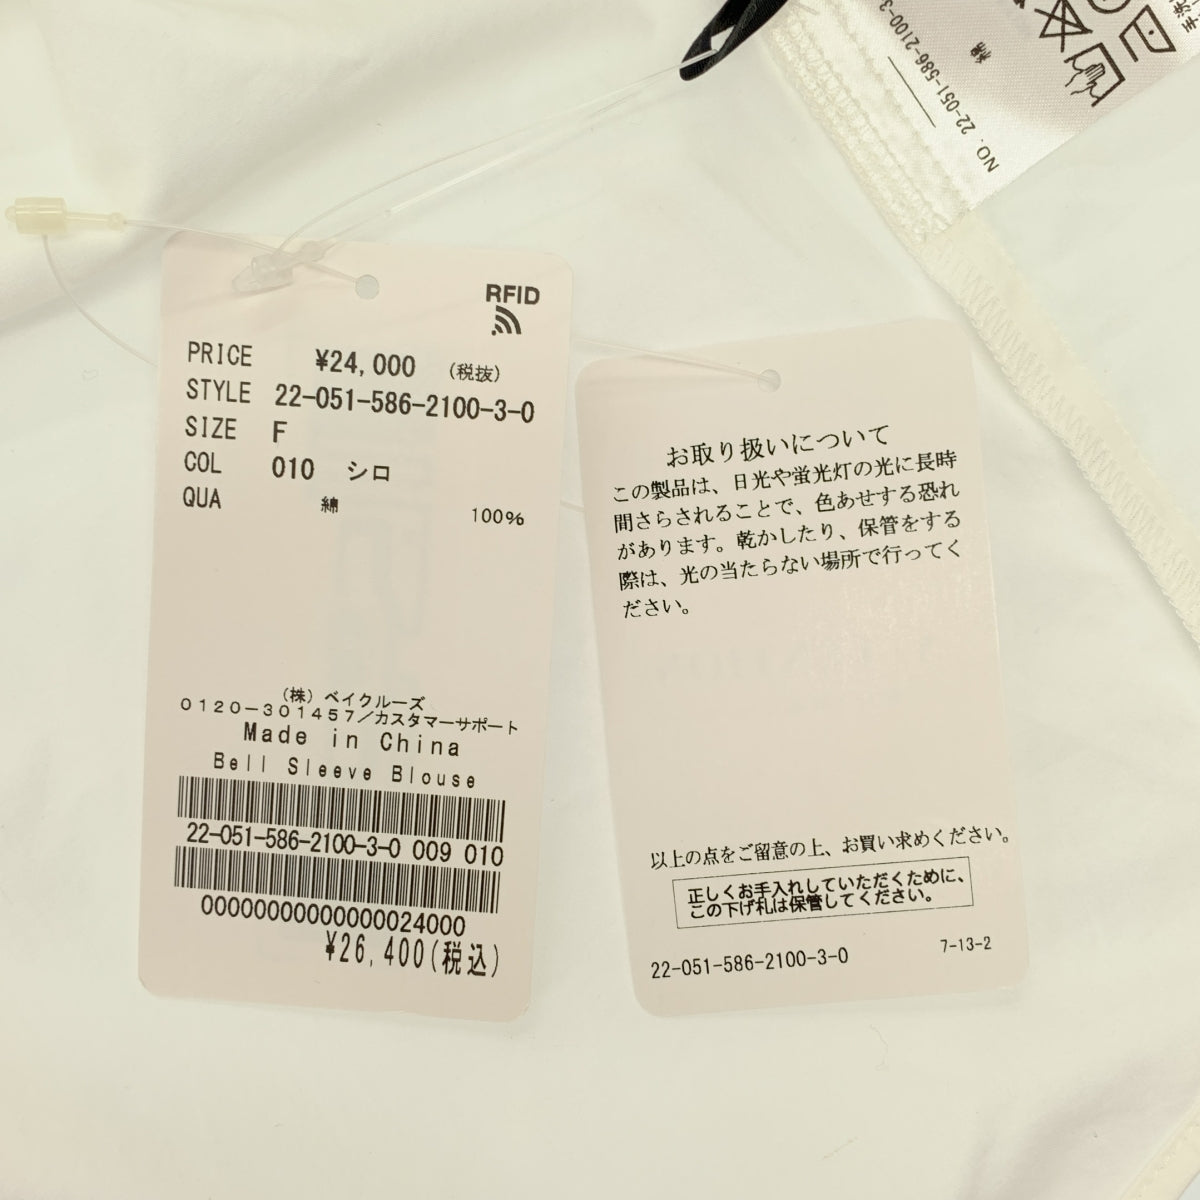 RFID
PRICE ¥24,000 (税抜)
STYLE 22-051-586-2100-3-0
SIZE F
COL 010 シロ
QUA 綿 100%
(株) ベイクルーズ
0120-301457/カスタマーサポート
Made in China
Bell Sleeve Blouse
22-051-586-2100-3-0 009 010
00000000000000024000
¥26,400(税込)
お取り扱いについて
この製品は、日光や蛍光灯の光に長時
間さらされることで、色あせする恐れ
があります。乾かしたり、保管をする
際は、光の当たらない場所で行ってく
ださい。
以上の点をご留意の上、お買い求めください。
正しくお手入れしていただくために、
この下げ札は保管してください。
22-051-586-2100-3-0 7-13-2
NO. 22-051-586-2100-3
綿
手洗